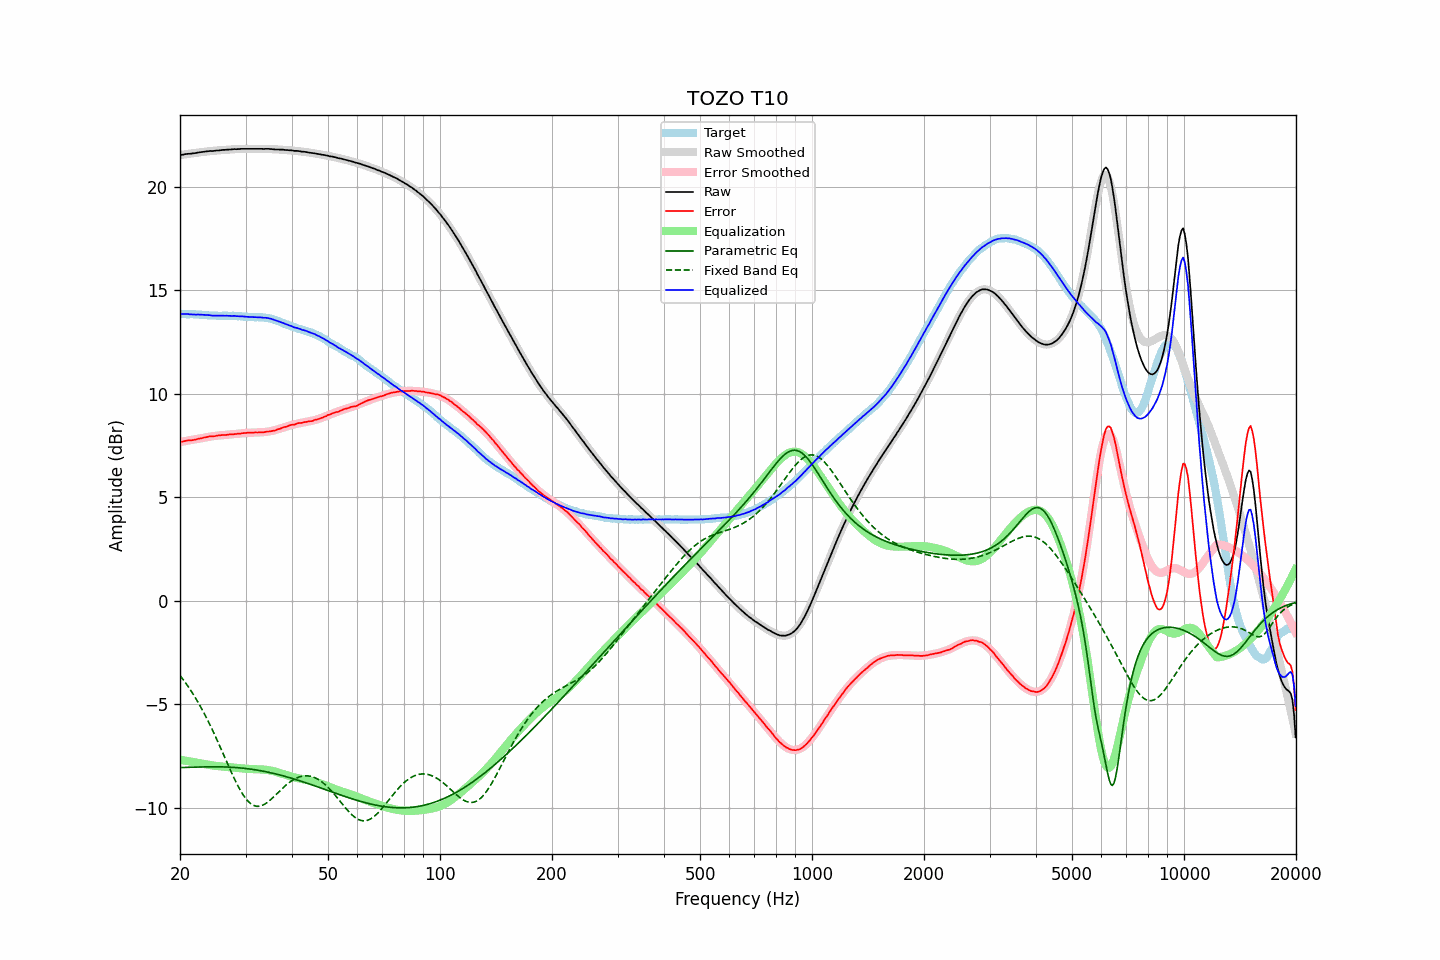 TOZO T10
Target
Raw Smoothed
Error Smoothed
Raw
Error
Equalization
Parametric Eq
Fixed Band Eq
Equalized
Amplitude (dBr)
20
15
10
5
0
−5
−10
20 50 100 200 500 1000 2000 5000 10000 20000
Frequency (Hz)